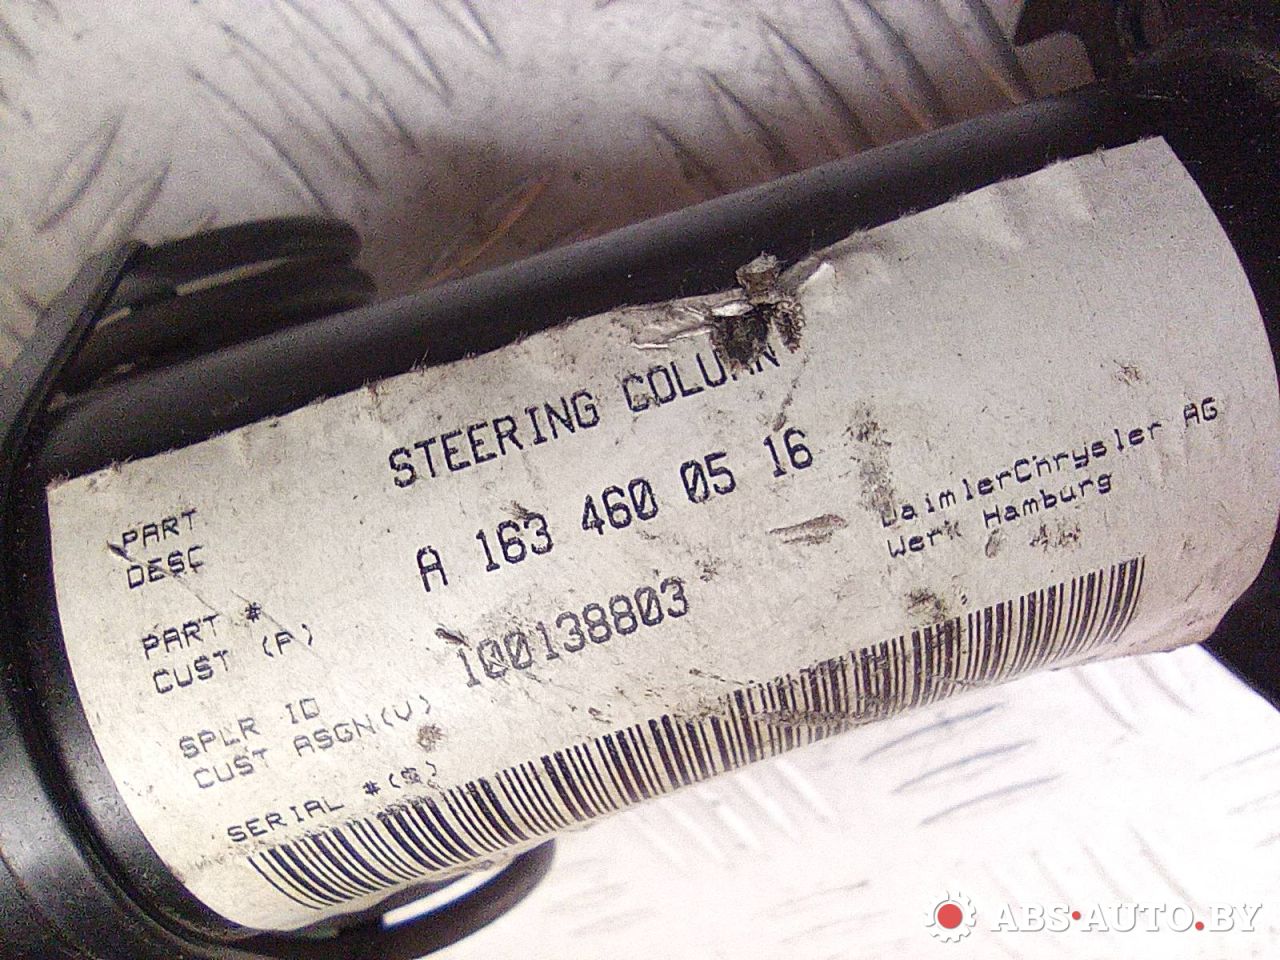 STEERING COLUMN
PART
DESC
A 163 460 05 16
PART #
CUST (P)
DaimlerChrysler AG
Werk Hamburg
100138803
SPLR ID
CUST ASGN(V)
SERIAL #(S)
ABS-AUTO.BY